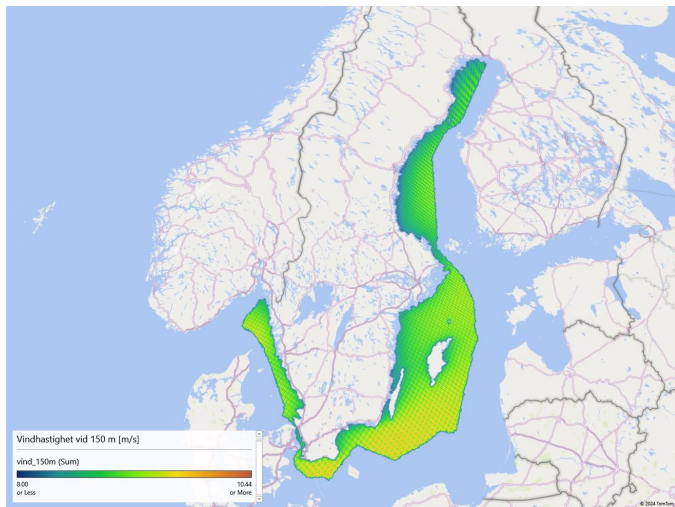 Vindhastighet vid 150 m [m/s]
vind_150m (Sum)
8.00 10.44
or Less or More
© 2024 TomTom